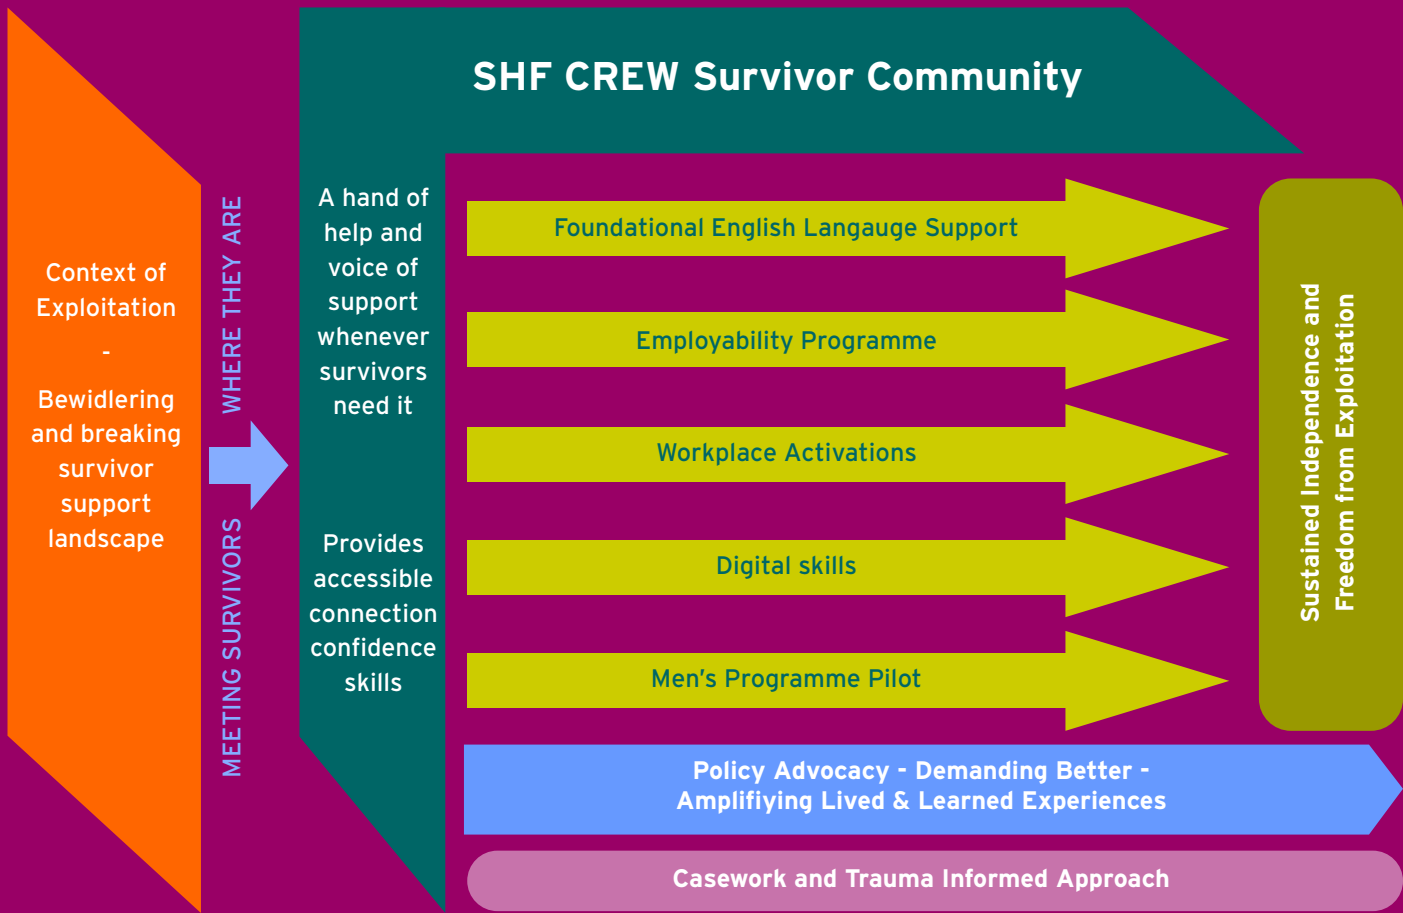 SHF CREW Survivor Community
Context of
Exploitation
-
Bewidlering
and breaking
survivor
support
landscape
MEETING SURVIVORS WHERE THEY ARE
A hand of
help and
voice of
support
whenever
survivors
need it
Provides
accessible
connection
confidence
skills
Foundational English Langauge Support
Employability Programme
Workplace Activations
Digital skills
Men's Programme Pilot
Sustained Independence and
Freedom from Exploitation
Policy Advocacy - Demanding Better -
Amplifiying Lived & Learned Experiences
Casework and Trauma Informed Approach